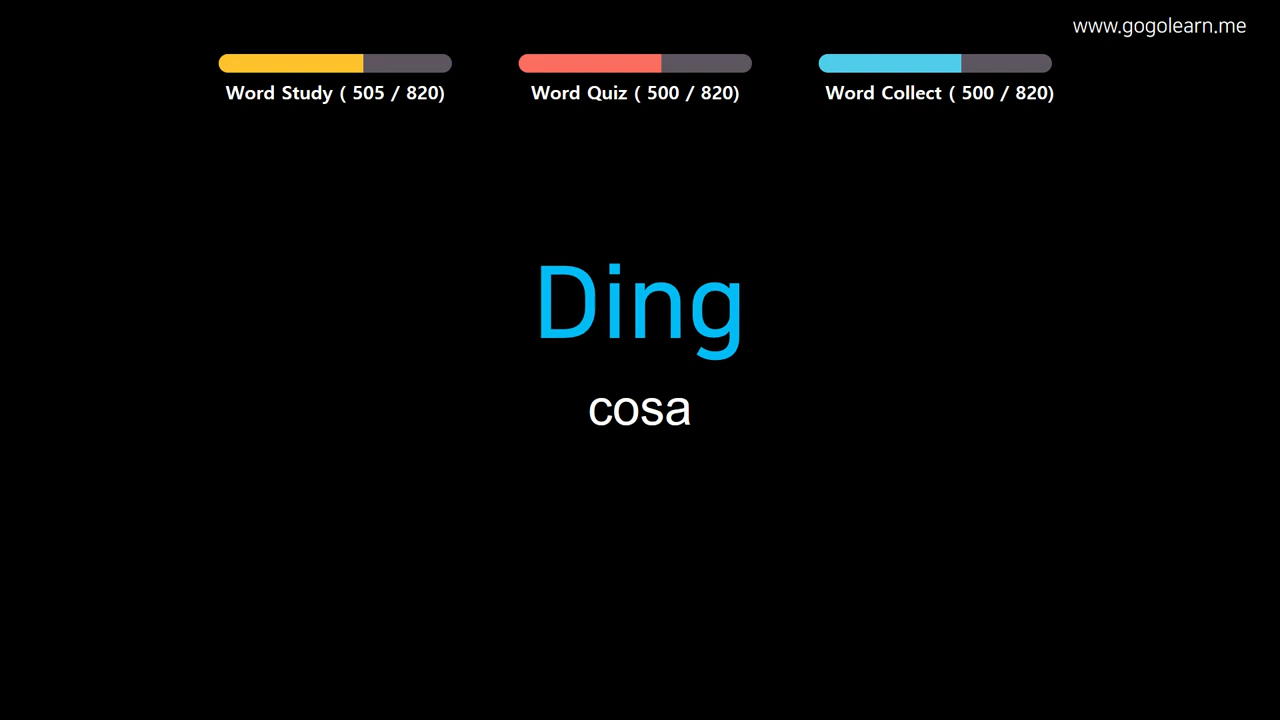 www.gogolearn.me
Word Study ( 505 / 820)
Word Quiz ( 500 / 820)
Word Collect ( 500 / 820)
Ding
cosa